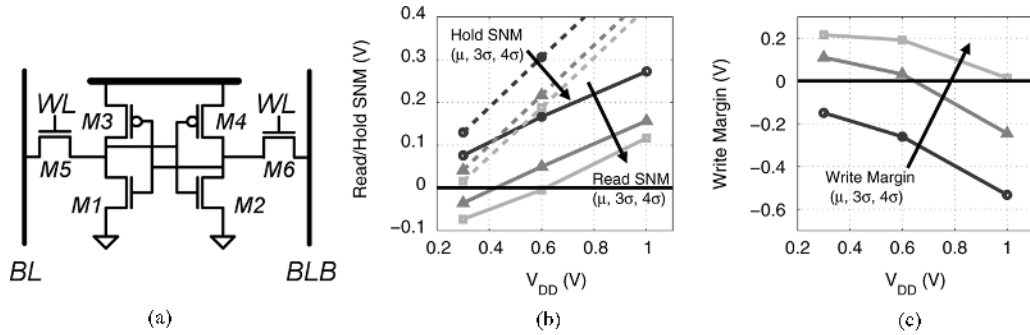 WL
M3
M4
WL
M5
M6
M1
M2
BL
BLB
(a)
Read/Hold SNM (V)
0.4
0.3
0.2
0.1
0
-0.1
0.2
0.4
0.6
0.8
1
V_DD (V)
Hold SNM
(μ, 3σ, 4σ)
Read SNM
(μ, 3σ, 4σ)
(b)
Write Margin (V)
0.2
0
-0.2
-0.4
-0.6
0.2
0.4
0.6
0.8
1
V_DD (V)
Write Margin
(μ, 3σ, 4σ)
(c)